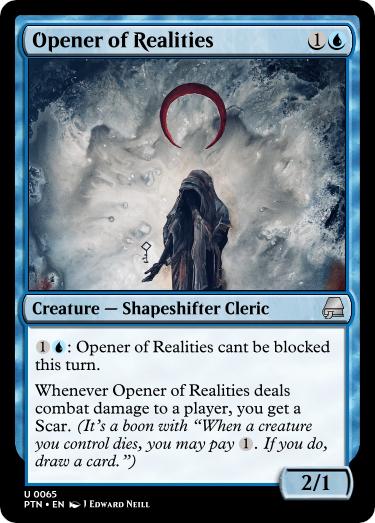 Opener of Realities 1
Creature — Shapeshifter Cleric
1 : Opener of Realities cant be blocked
this turn.
Whenever Opener of Realities deals
combat damage to a player, you get a
Scar. (It's a boon with “When a creature
you control dies, you may pay 1. If you do,
draw a card.”)
2/1
U 0065
PTN • EN J Edward Neill